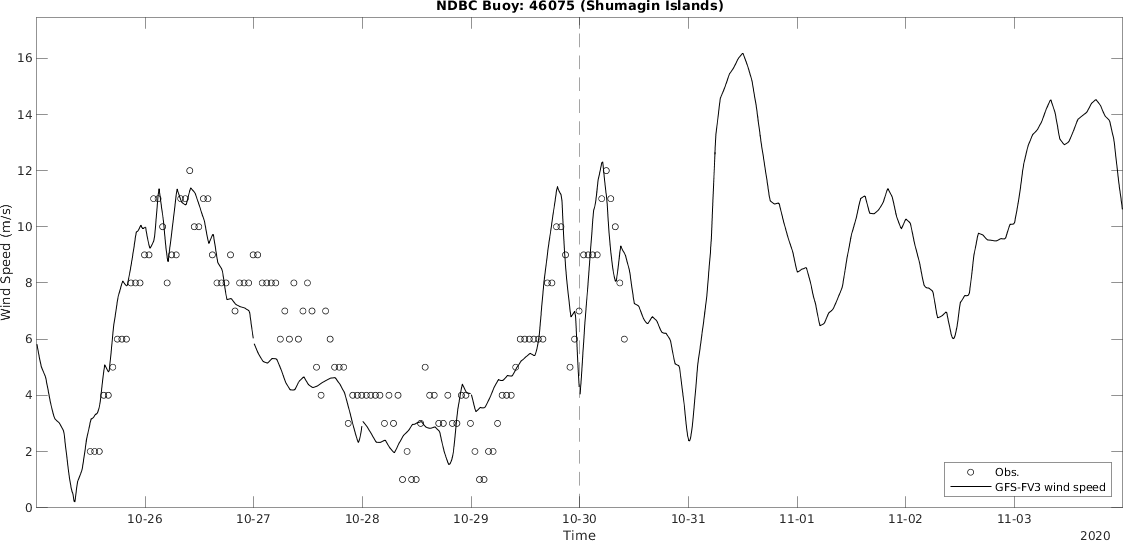 NDBC Buoy: 46075 (Shumagin Islands)
16
14
12
10
8
6
4
2
0
Wind Speed (m/s)
10-26 10-27 10-28 10-29 10-30 10-31 11-01 11-02 11-03
Time
2020
Obs.
GFS-FV3 wind speed